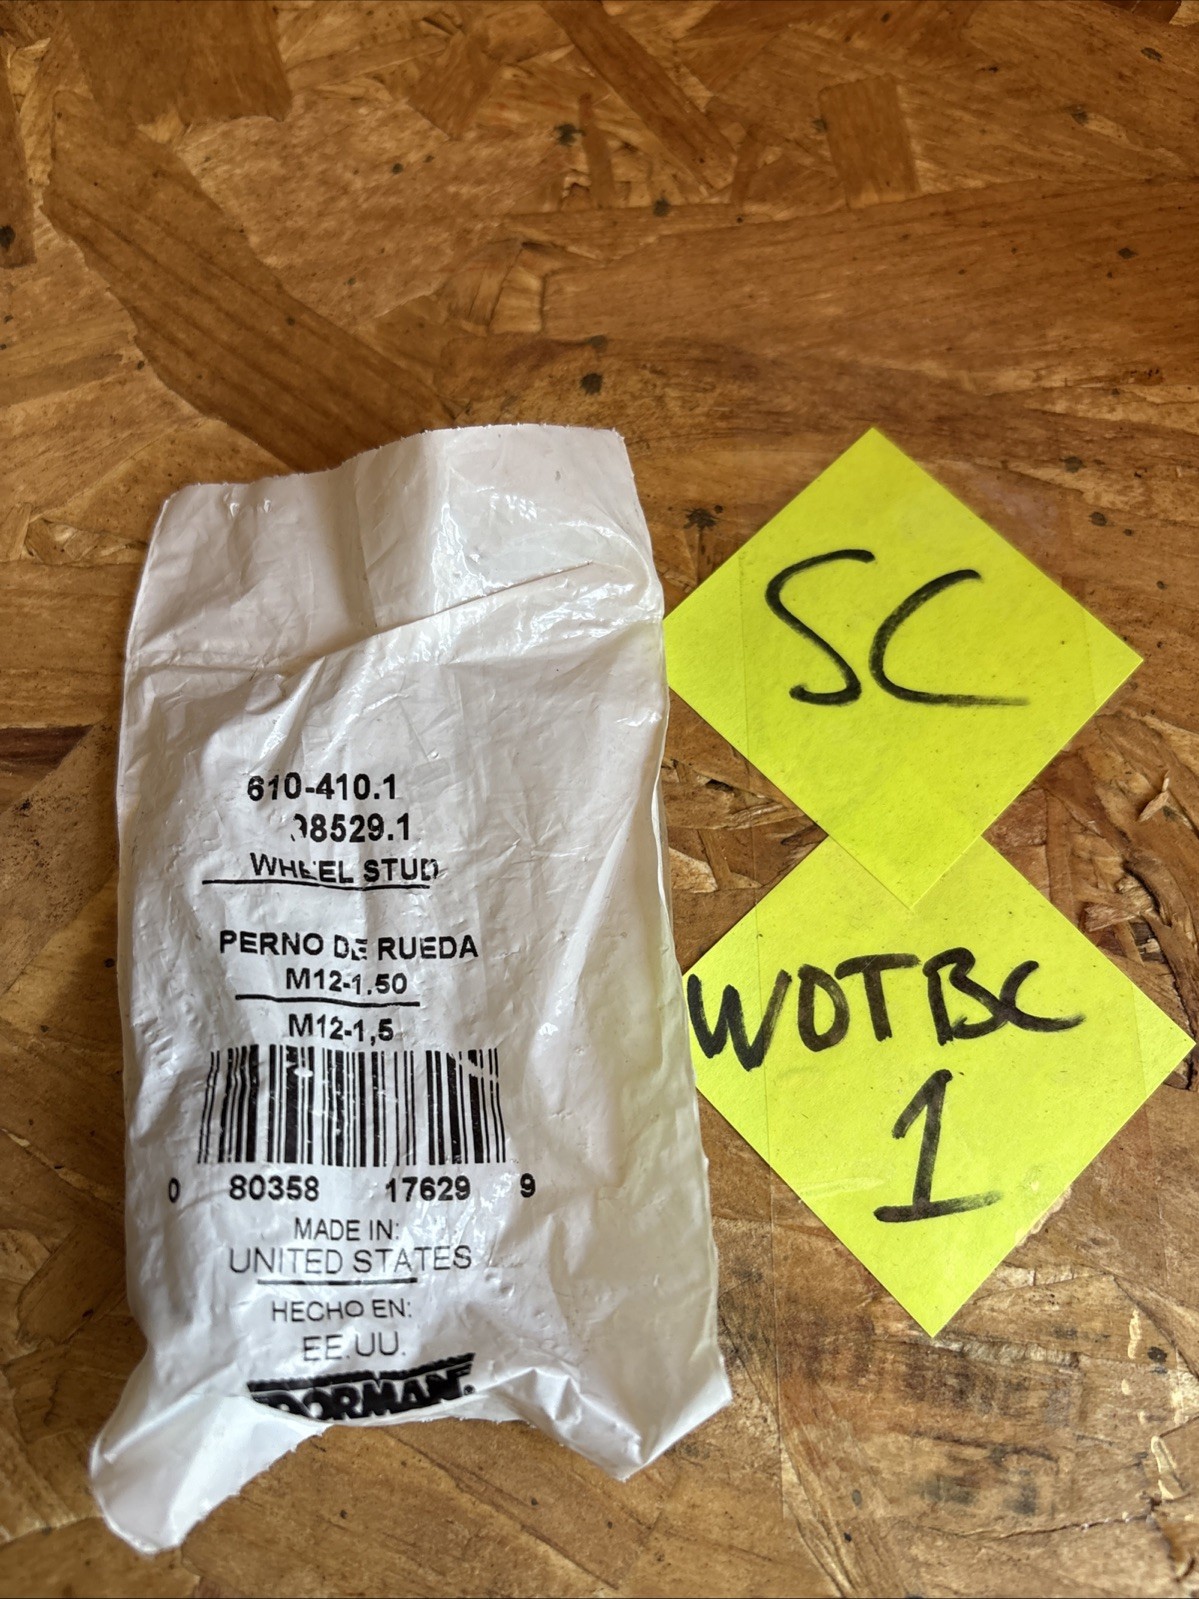 610-410.1
98529.1
WHEEL STUD
PERNO DE RUEDA
M12-1.50
M12-1,5
0 80358 17629 9
MADE IN:
UNITED STATES
HECHO EN:
EE.UU.
DORMAN®
SC
WOTBC
1